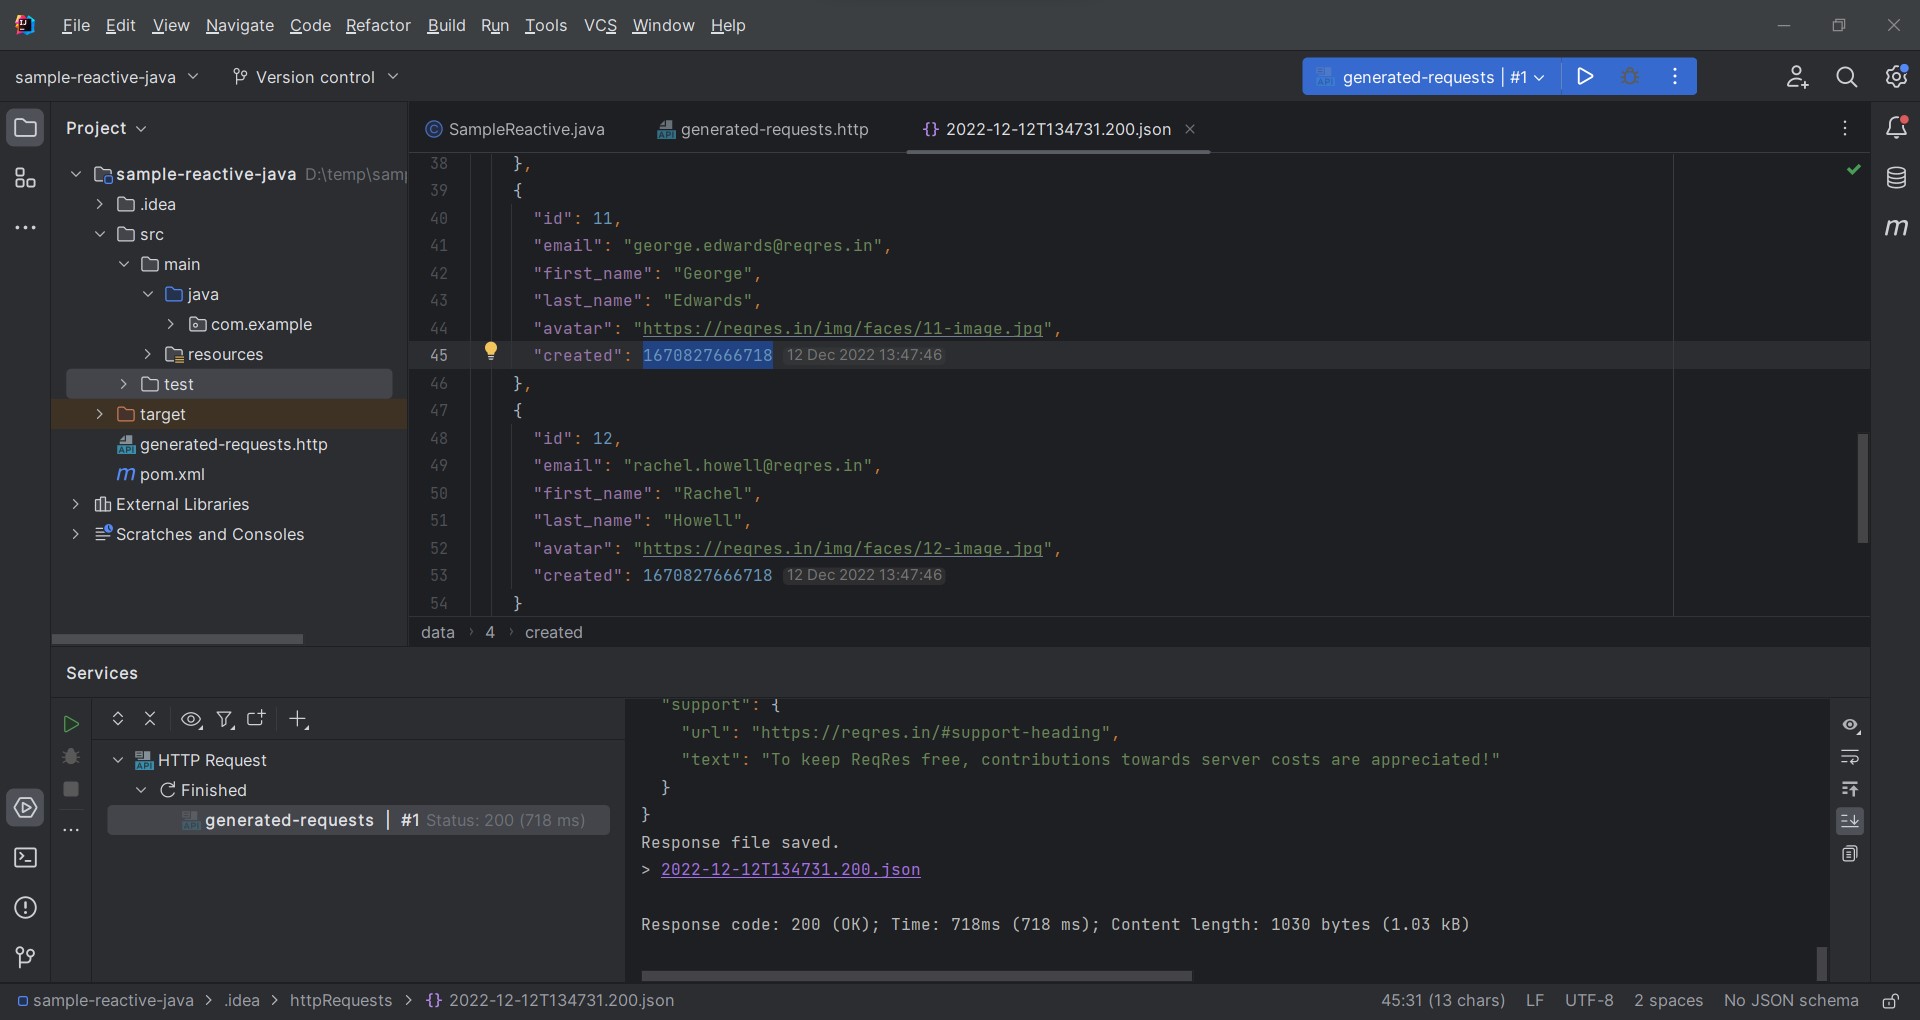 File Edit View Navigate Code Refactor Build Run Tools VCS Window Help
sample-reactive-java Version control generated-requests | #1
Project
SampleReactive.java generated-requests.http {} 2022-12-12T134731.200.json
sample-reactive-java D:\temp\sam
.idea
src
main
java
com.example
resources
test
target
generated-requests.http
m pom.xml
External Libraries
Scratches and Consoles
38 },
39 {
40 "id": 11,
41 "email": "george.edwards@reqres.in",
42 "first_name": "George",
43 "last_name": "Edwards",
44 "avatar": "https://reqres.in/img/faces/11-image.jpg",
45 "created": 1670827666718 12 Dec 2022 13:47:46
46 },
47 {
48 "id": 12,
49 "email": "rachel.howell@reqres.in",
50 "first_name": "Rachel",
51 "last_name": "Howell",
52 "avatar": "https://reqres.in/img/faces/12-image.jpg",
53 "created": 1670827666718 12 Dec 2022 13:47:46
54 }
data › 4 › created
m
Services
HTTP Request
Finished
generated-requests | #1 Status: 200 (718 ms)
"support": {
"url": "https://reqres.in/#support-heading",
"text": "To keep ReqRes free, contributions towards server costs are appreciated!"
}
}
Response file saved.
> 2022-12-12T134731.200.json
Response code: 200 (OK); Time: 718ms (718 ms); Content length: 1030 bytes (1.03 kB)
sample-reactive-java > .idea > httpRequests > {} 2022-12-12T134731.200.json 45:31 (13 chars) LF UTF-8 2 spaces No JSON schema